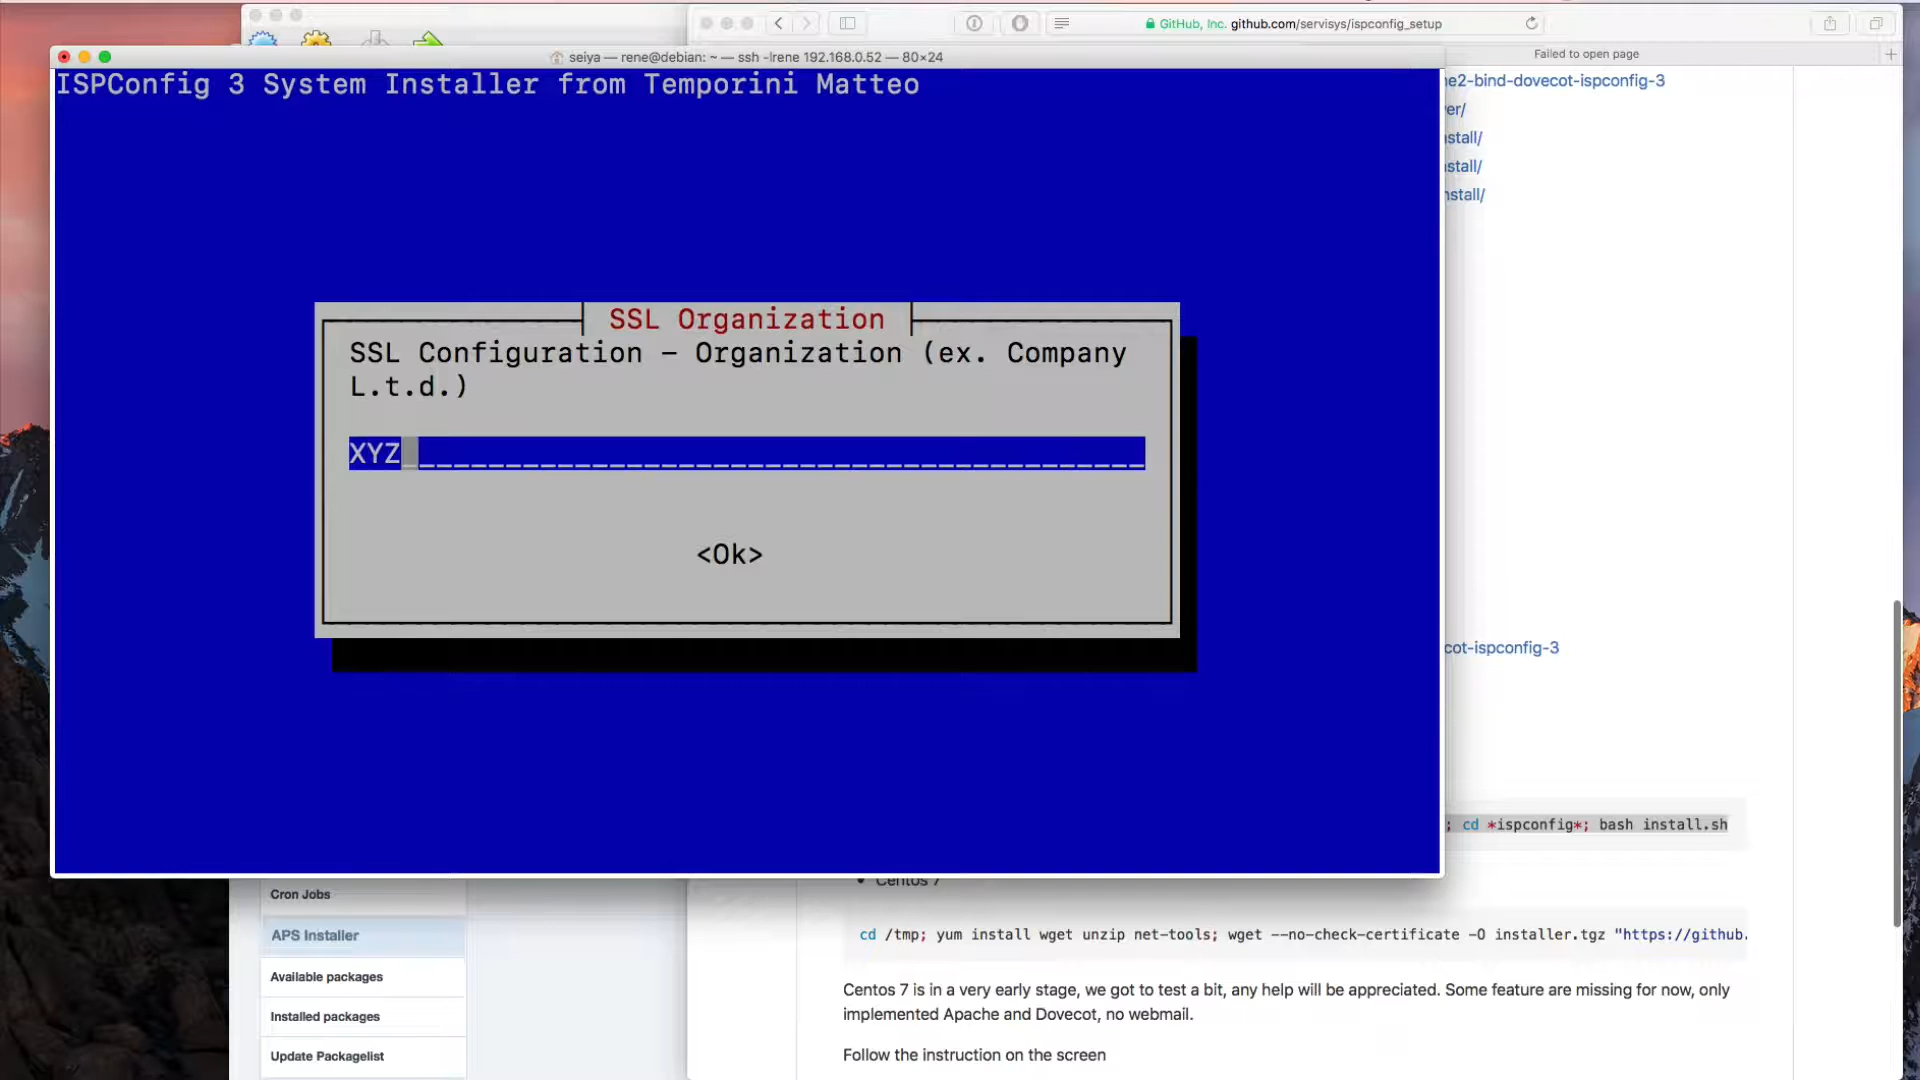 GitHub, Inc. github.com/servisys/ispconfig_setup
seiya — rene@debian: ~ — ssh -lrene 192.168.0.52 — 80×24
Failed to open page
ISPConfig 3 System Installer from Temporini Matteo
SSL Organization
SSL Configuration – Organization (ex. Company
L.t.d.)
XYZ
<Ok>
e2-bind-dovecot-ispconfig-3
er/
stall/
stall/
nstall/
cot-ispconfig-3
; cd *ispconfig*; bash install.sh
Centos 7
cd /tmp; yum install wget unzip net-tools; wget --no-check-certificate -O installer.tgz "https://github.
Centos 7 is in a very early stage, we got to test a bit, any help will be appreciated. Some feature are missing for now, only
implemented Apache and Dovecot, no webmail.
Follow the instruction on the screen
Cron Jobs
APS Installer
Available packages
Installed packages
Update Packagelist